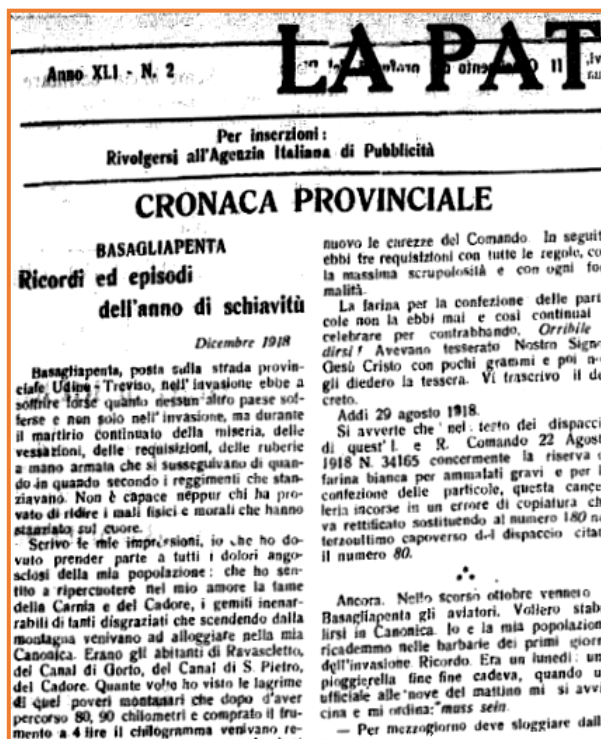 Anno XLI - N. 2
LA PAT
Per inserzioni:
Rivolgersi all'Agenzia Italiana di Pubblicità
CRONACA PROVINCIALE
BASAGLIAPENTA
Ricordi ed episodi
dell'anno di schiavitù
Dicembre 1918
Basagliapenta, posta sulla strada provin-
ciale Udine - Treviso, nell' invasione ebbe a
soffrire forse quanto nessun altro paese sof-
ferse e non solo nell' invasione, ma durante
il martirio continuato della miseria, delle
vessazioni, delle requisizioni, delle ruberie
a mano armata che si susseguivano di quan-
do in quando secondo i reggimenti che stan-
ziavano. Non è capace neppur chi ha pro-
vato di ridire i mali fisici e morali che hanno
stanziato sul cuore.
Scrivo le mie impressioni, io che ho do-
vuto prender parte a tutti i dolori ango-
sciosi della mia popolazione: che ho sen-
tito a ripercuotere nel mio amore la fame
della Carnia e del Cadore, i gemiti inenar-
rabili di tanti disgraziati che scendendo dalla
montagna venivano ad alloggiare nella mia
Canonica. Erano gli abitanti di Ravascletto,
del Canal di Gorto, del Canal di S. Pietro,
del Cadore. Quante volte ho visto le lagrime
di quei poveri montanari che dopo d'aver
percorso 80, 90 chilometri e comprato il fru-
mento a 4 lire il chilogramma venivano re-
nuovo le carezze del Comando. In seguit
ebbi tre requisizioni con tutte le regole, co
la massima scrupolosità e con ogni fo
malità.
La farina per la confezione delle parti
cole non la ebbi mai e così continuai
celebrare per contrabbando. Orribile
dirsi! Avevano tesserato Nostro Signo
Gesù Cristo con pochi grammi e poi n
gli diedero la tessera. Vi trascrivo il de
creto.
Addì 29 agosto 1918.
Si avverte che nel terto dei dispacci
di quest' I. e R. Comando 22 Agost
1918 N. 34165 concermente la riserva
farina bianca per ammalati gravi e per l
confezione delle particole, questa cance
leria incorse in un errore di copiatura ch
va rettificato sostituendo al numero 180 n
terzoultimo capoverso del dispaccio citat
il numero 80.
Ancora. Nello scorso ottobre vennero
Basagliapenta gli aviatori. Vollero stab
lirsi in Canonica. Io e la mia popolazion
ricademmo nelle barbarie dei primi giorn
dell'invasione. Ricordo. Era un lunedì: un
pioggierella fine fine cadeva, quando u
ufficiale alle nove del mattino mi si avvi
cina e mi ordina: "mass sein.
— Per mezzogiorno deve sloggiare dall